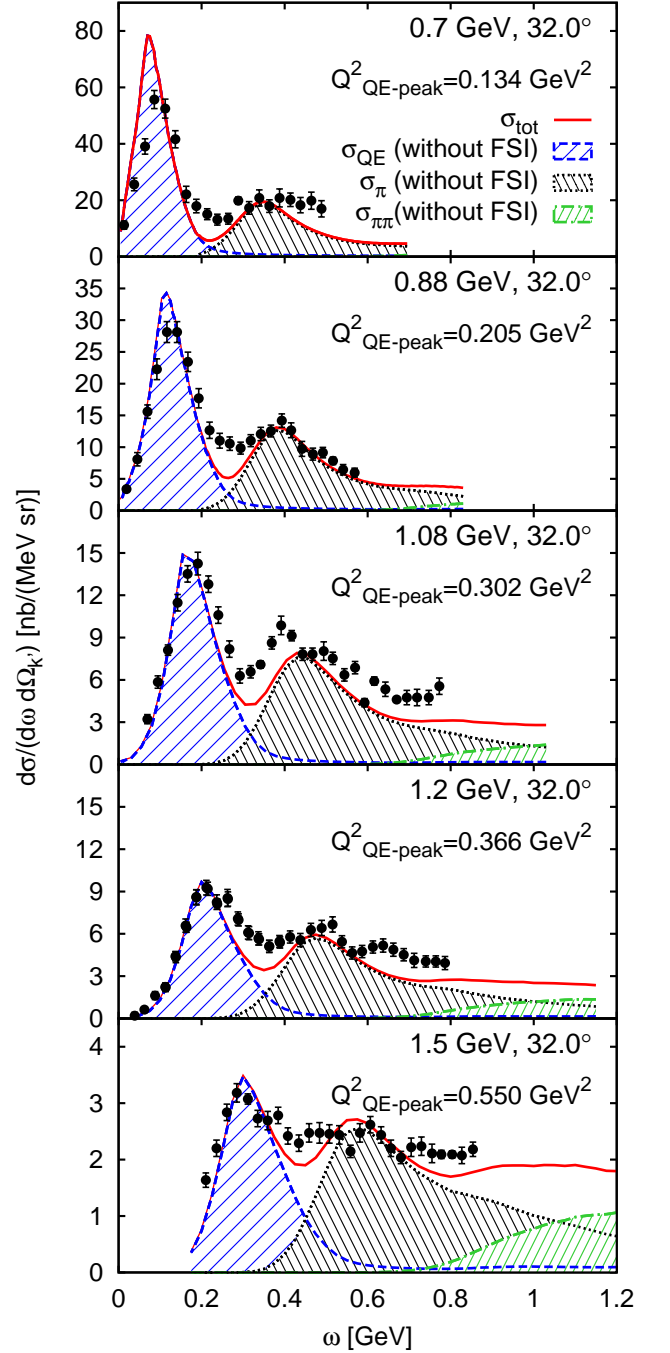 0.7 GeV, 32.0°
Q²QE-peak=0.134 GeV²
σtot
σQE (without FSI)
σπ (without FSI)
σππ(without FSI)
80
60
40
20
0
0.88 GeV, 32.0°
Q²QE-peak=0.205 GeV²
35
30
25
20
15
10
5
0
1.08 GeV, 32.0°
Q²QE-peak=0.302 GeV²
15
12
9
6
3
0
1.2 GeV, 32.0°
Q²QE-peak=0.366 GeV²
15
12
9
6
3
0
1.5 GeV, 32.0°
Q²QE-peak=0.550 GeV²
4
3
2
1
0
dσ/(dω dΩk') [nb/(MeV sr)]
0 0.2 0.4 0.6 0.8 1 1.2
ω [GeV]